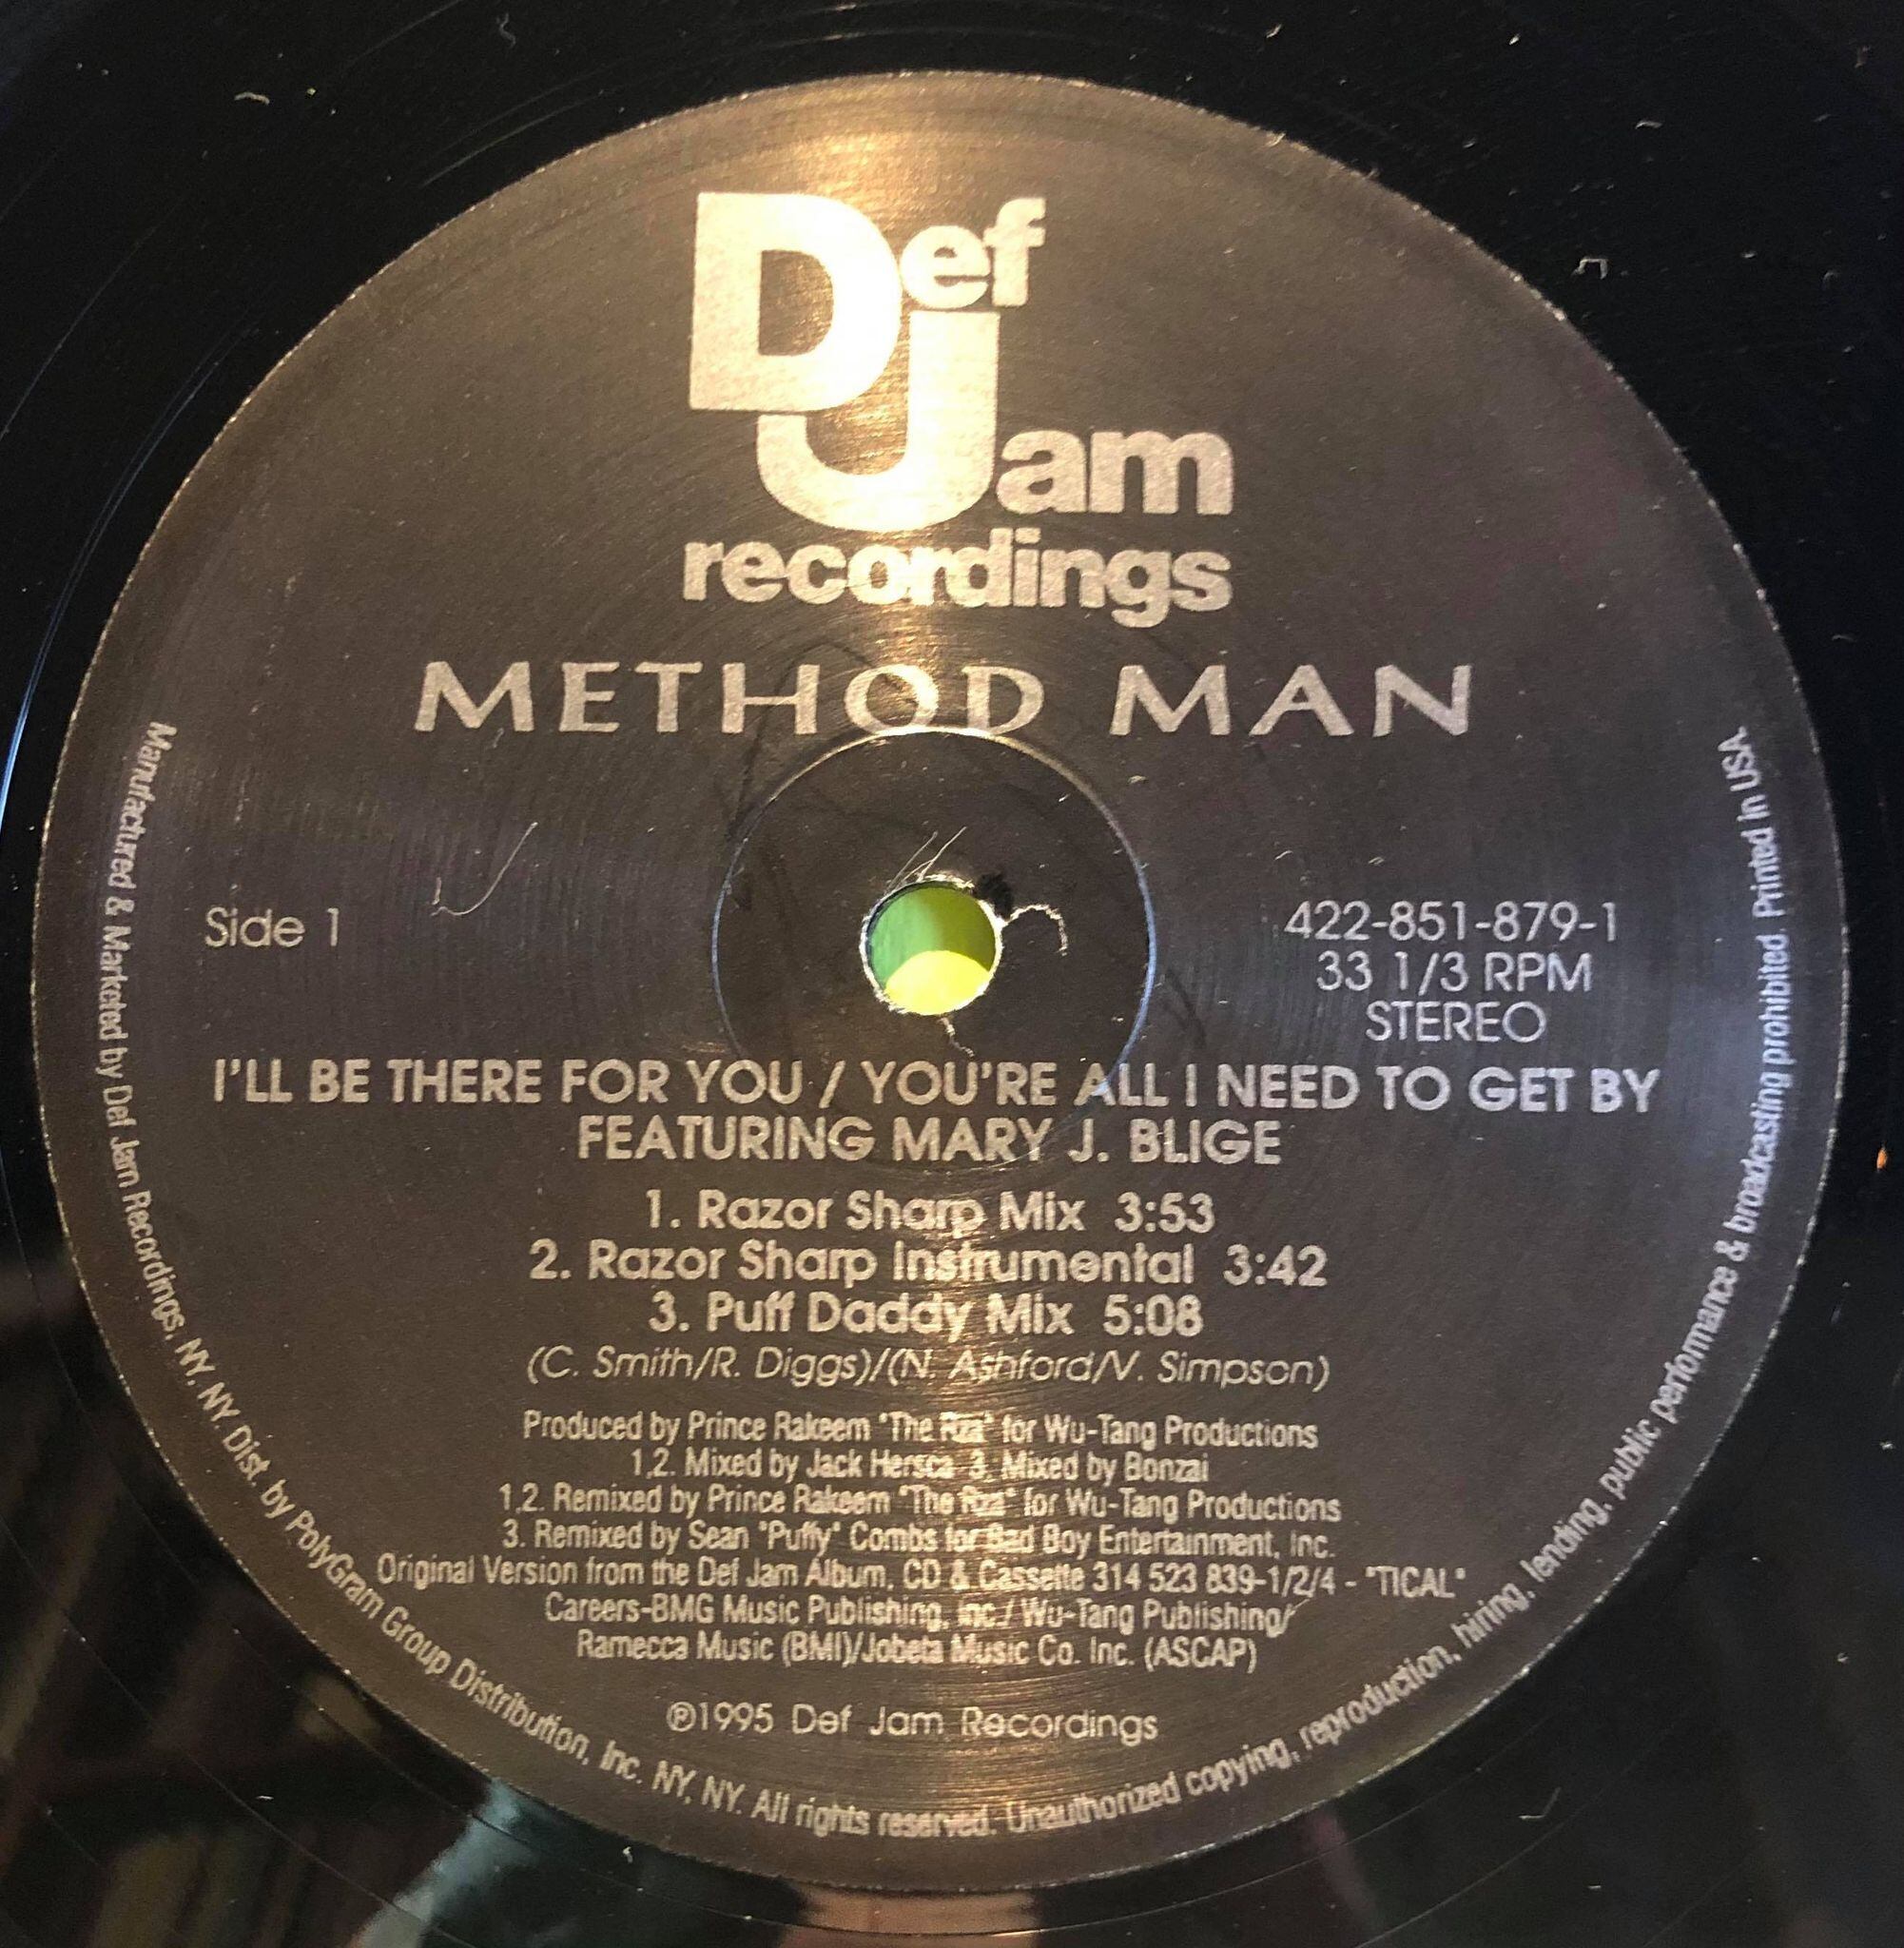 Def
Jam
recordings
METHOD MAN
Side 1
422-851-879-1
33 1/3 RPM
STEREO
I'LL BE THERE FOR YOU / YOU'RE ALL I NEED TO GET BY
FEATURING MARY J. BLIGE
1. Razor Sharp Mix 3:53
2. Razor Sharp Instrumental 3:42
3. Puff Daddy Mix 5:08
(C. Smith/R. Diggs)/(N. Ashford/V. Simpson)
Produced by Prince Rakeem "The Rza" for Wu-Tang Productions
1,2. Mixed by Jack Hersca 3. Mixed by Bonzai
1,2. Remixed by Prince Rakeem "The Rza" for Wu-Tang Productions
3. Remixed by Sean "Puffy" Combs for Bad Boy Entertainment, Inc.
Original Version from the Def Jam Album, CD & Cassette 314 523 839-1/2/4 - "TICAL"
Careers-BMG Music Publishing, Inc./ Wu-Tang Publishing/
Ramecca Music (BMI)/Jobeta Music Co. Inc. (ASCAP)
℗1995 Def Jam Recordings
Manufactured & Marketed by Def Jam Recordings, NY. NY. Dist. by PolyGram Group Distribution, Inc. NY, NY. All rights reserved. Unauthorized copying, reproduction, hiring, lending, public performance & broadcasting prohibited. Printed in USA